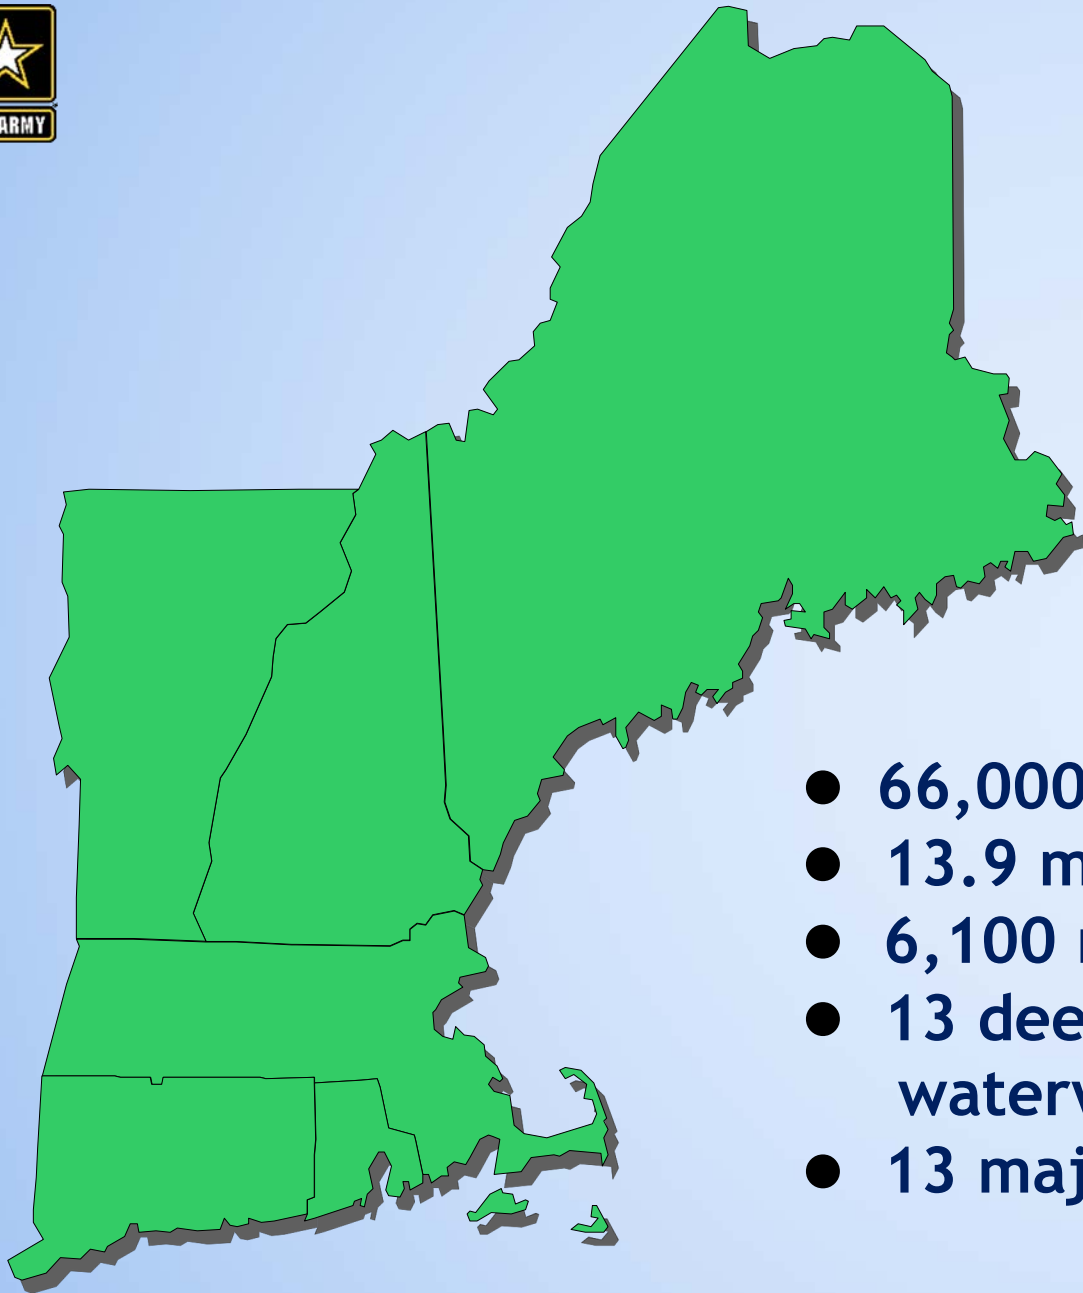 ARMY
● 66,000
● 13.9 m
● 6,100
● 13 dee
waterv
● 13 maj